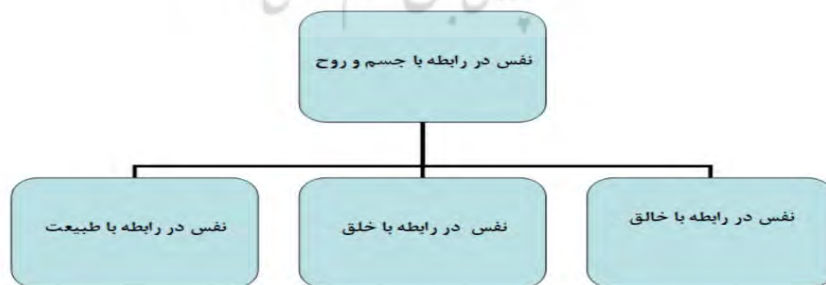 نفس در رابطه با جسم و روح
نفس در رابطه با خالق
نفس در رابطه با خلق
نفس در رابطه با طبیعت